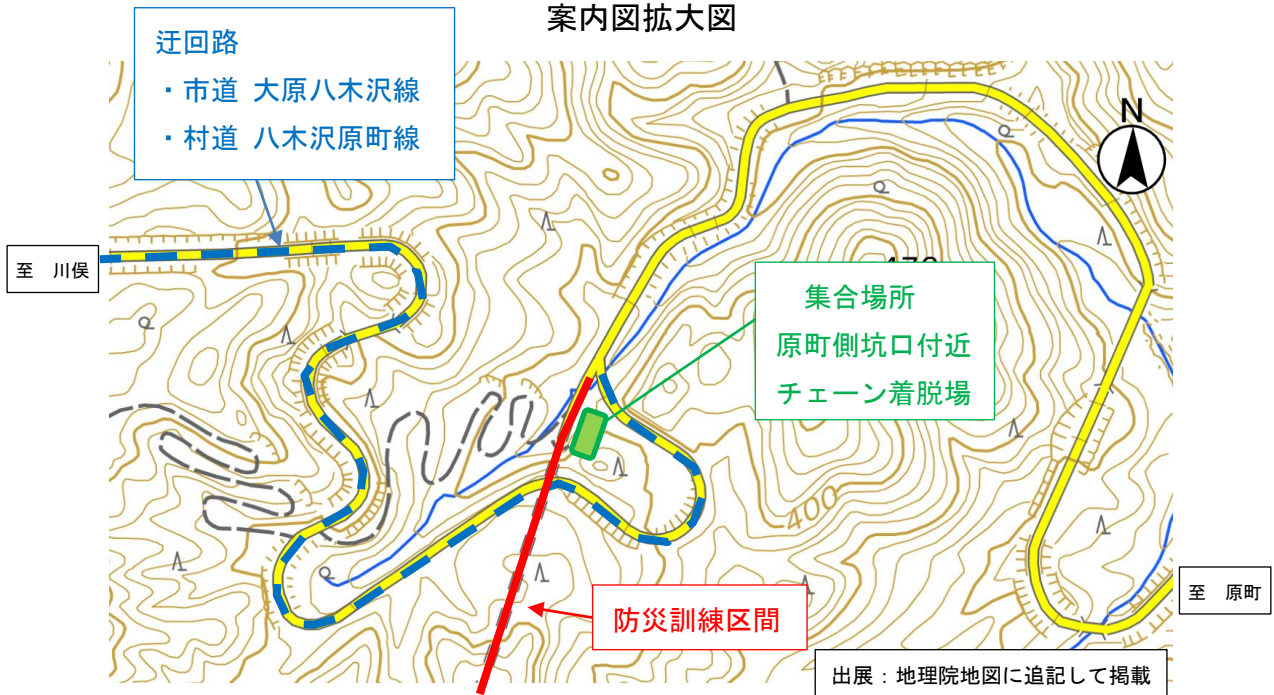 案内図拡大図
迂回路
・市道 大原八木沢線
・村道 八木沢原町線
N
至 川俣
集合場所
原町側坑口付近
チェーン着脱場
400
防災訓練区間
至 原町
出展：地理院地図に追記して掲載